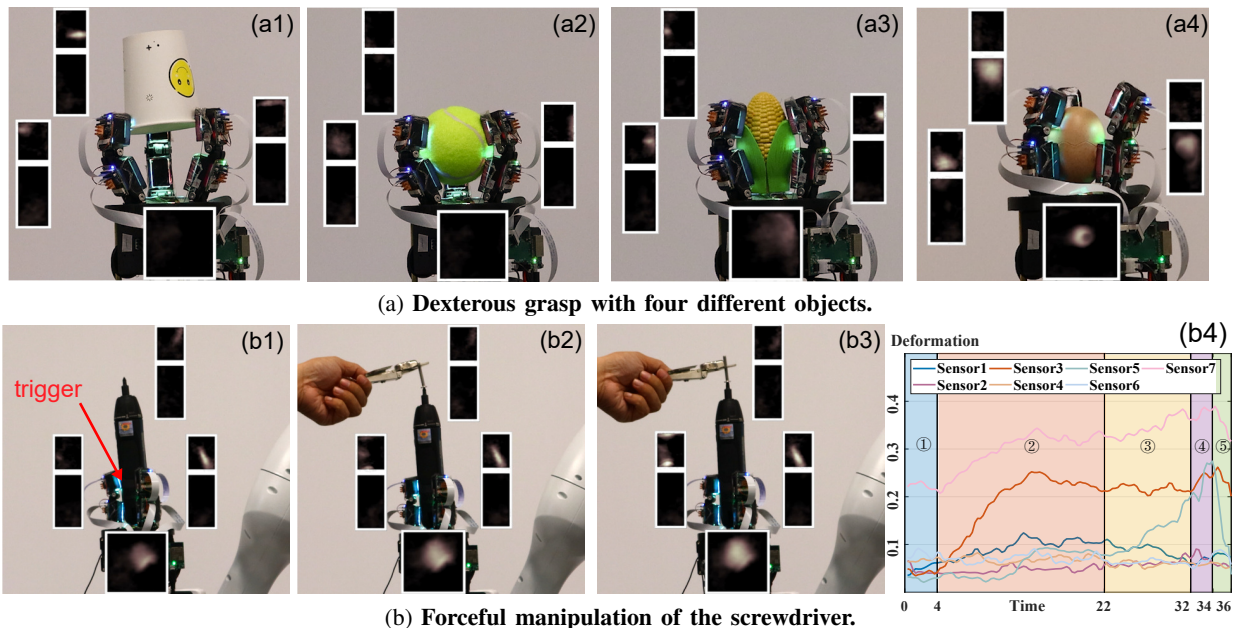 (a1)
(a2)
(a3)
(a4)
(a) Dexterous grasp with four different objects.
(b1)
trigger
(b2)
(b3)
(b4)
Deformation
Sensor1 Sensor3 Sensor5 Sensor7
Sensor2 Sensor4 Sensor6
0.4
0.3
0.2
0.1
① ② ③ ④ ⑤
0 4 Time 22 32 34 36
(b) Forceful manipulation of the screwdriver.